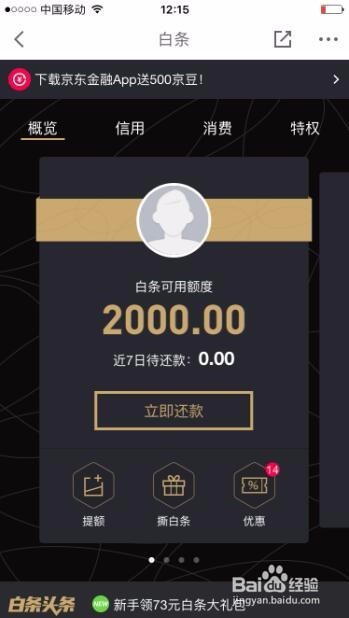 中国移动 12:15
白条
下载京东金融App送500京豆!
概览 信用 消费 特权
白条可用额度
2000.00
近7日待还款: 0.00
立即还款
14
提额 撕白条 优惠
白条头条 NEW 新手领73元白条大礼包
Baidu经验
jingyan.baidu.com